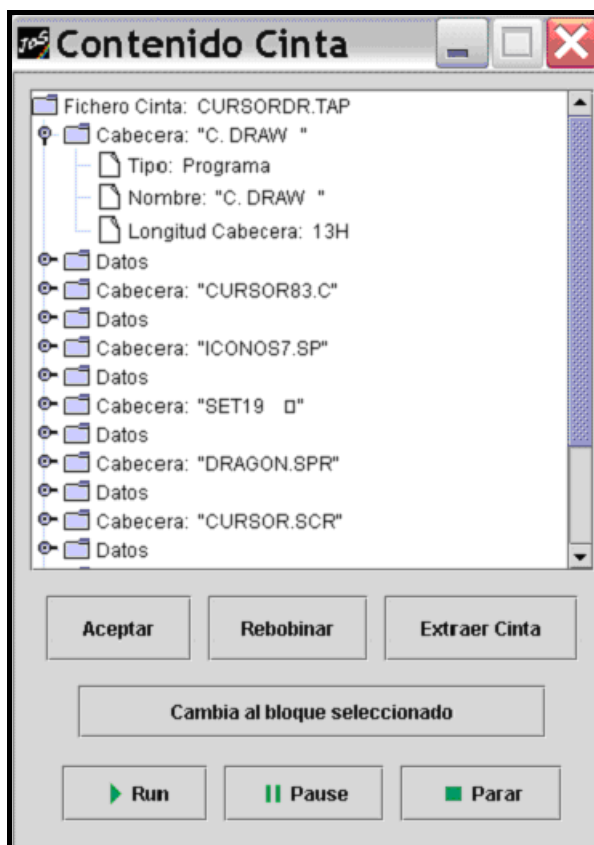 JOS Contenido Cinta
Fichero Cinta: CURSORDR.TAP
Cabecera: "C. DRAW  "
Tipo: Programa
Nombre: "C. DRAW  "
Longitud Cabecera: 13H
Datos
Cabecera: "CURSOR83.C"
Datos
Cabecera: "ICONOS7.SP"
Datos
Cabecera: "SET19   □"
Datos
Cabecera: "DRAGON.SPR"
Datos
Cabecera: "CURSOR.SCR"
Datos
Aceptar Rebobinar Extraer Cinta
Cambia al bloque seleccionado
Run Pause Parar